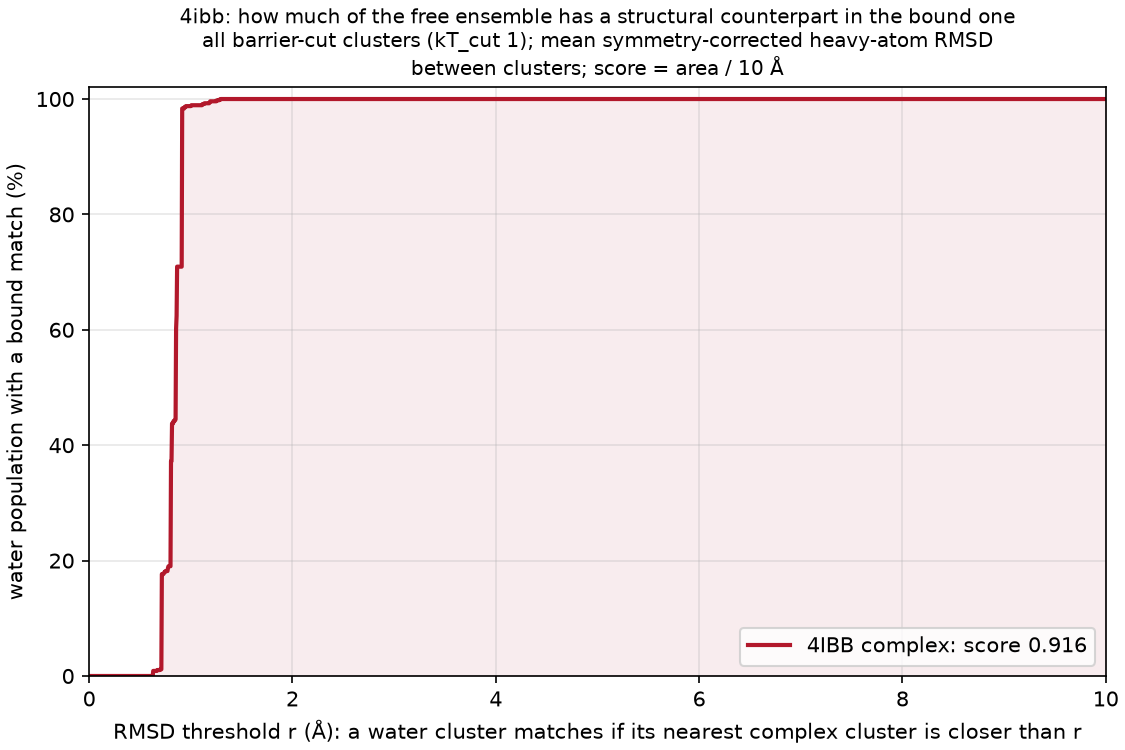 4ibb: how much of the free ensemble has a structural counterpart in the bound one
all barrier-cut clusters (kT_cut 1); mean symmetry-corrected heavy-atom RMSD
between clusters; score = area / 10 Å
water population with a bound match (%)
100
80
60
40
20
0
0 2 4 6 8 10
4IBB complex: score 0.916
RMSD threshold r (Å): a water cluster matches if its nearest complex cluster is closer than r